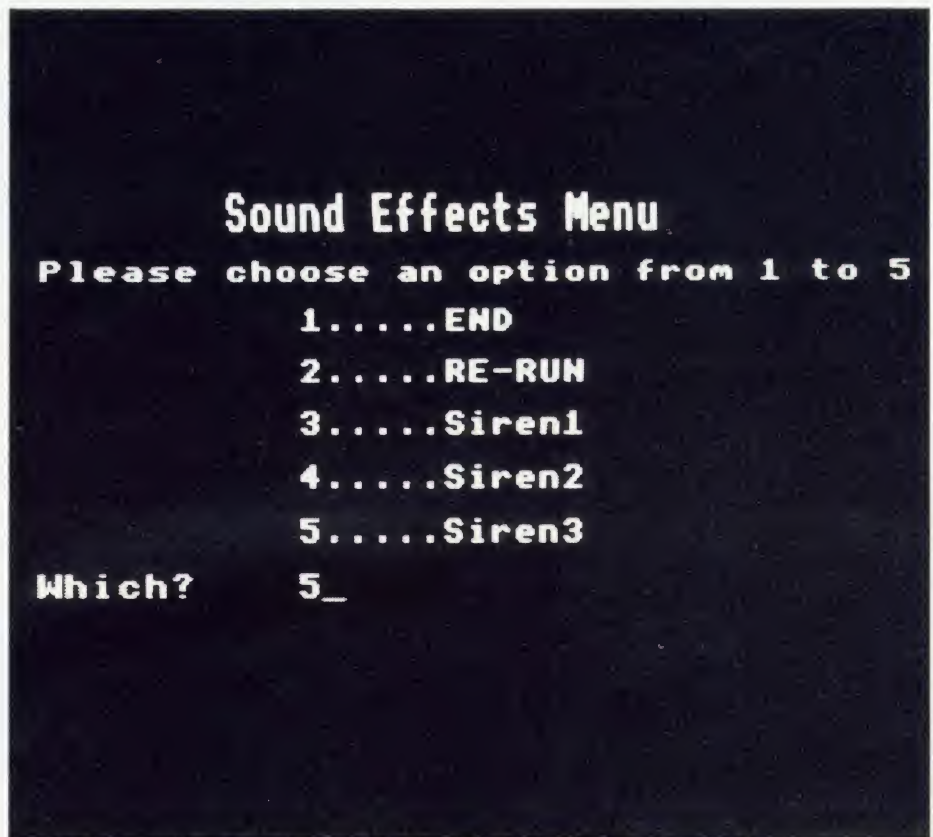 Sound Effects Menu
Please choose an option from 1 to 5
1.....END
2.....RE-RUN
3.....Siren1
4.....Siren2
5.....Siren3
Which? 5_